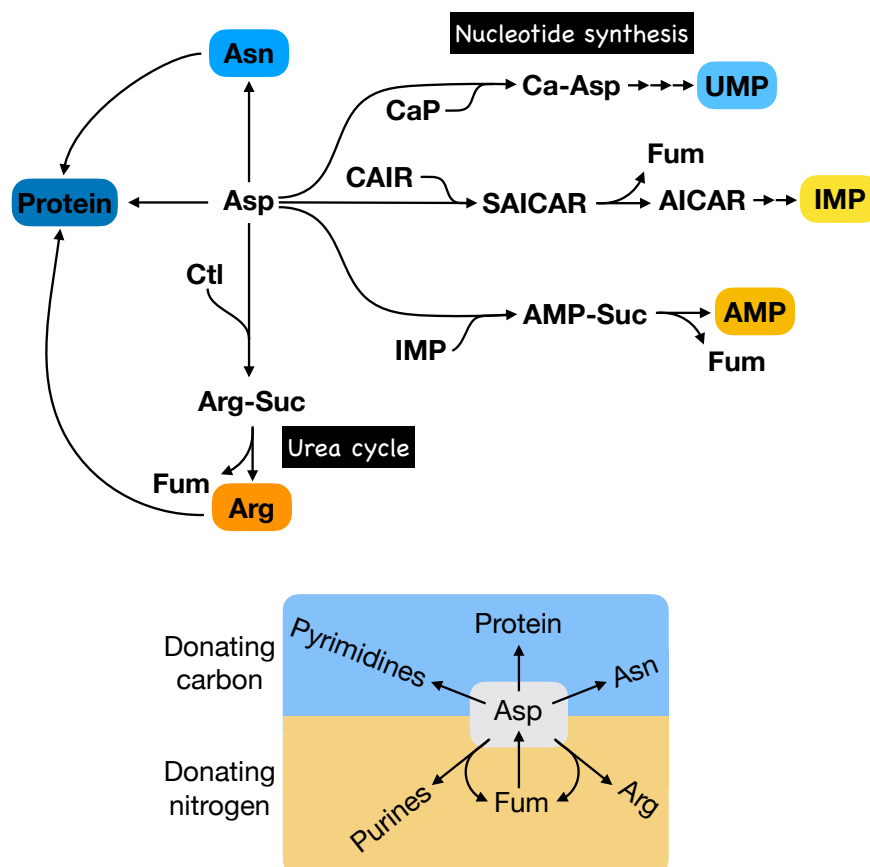 Nucleotide synthesis
Asn
Ca-Asp
UMP
CaP
Fum
CAIR
Protein
Asp
SAICAR
AICAR
IMP
Ctl
AMP-Suc
AMP
IMP
Fum
Arg-Suc
Urea cycle
Fum
Arg
Donating
carbon
Pyrimidines
Protein
Asn
Asp
Donating
nitrogen
Purines
Fum
Arg